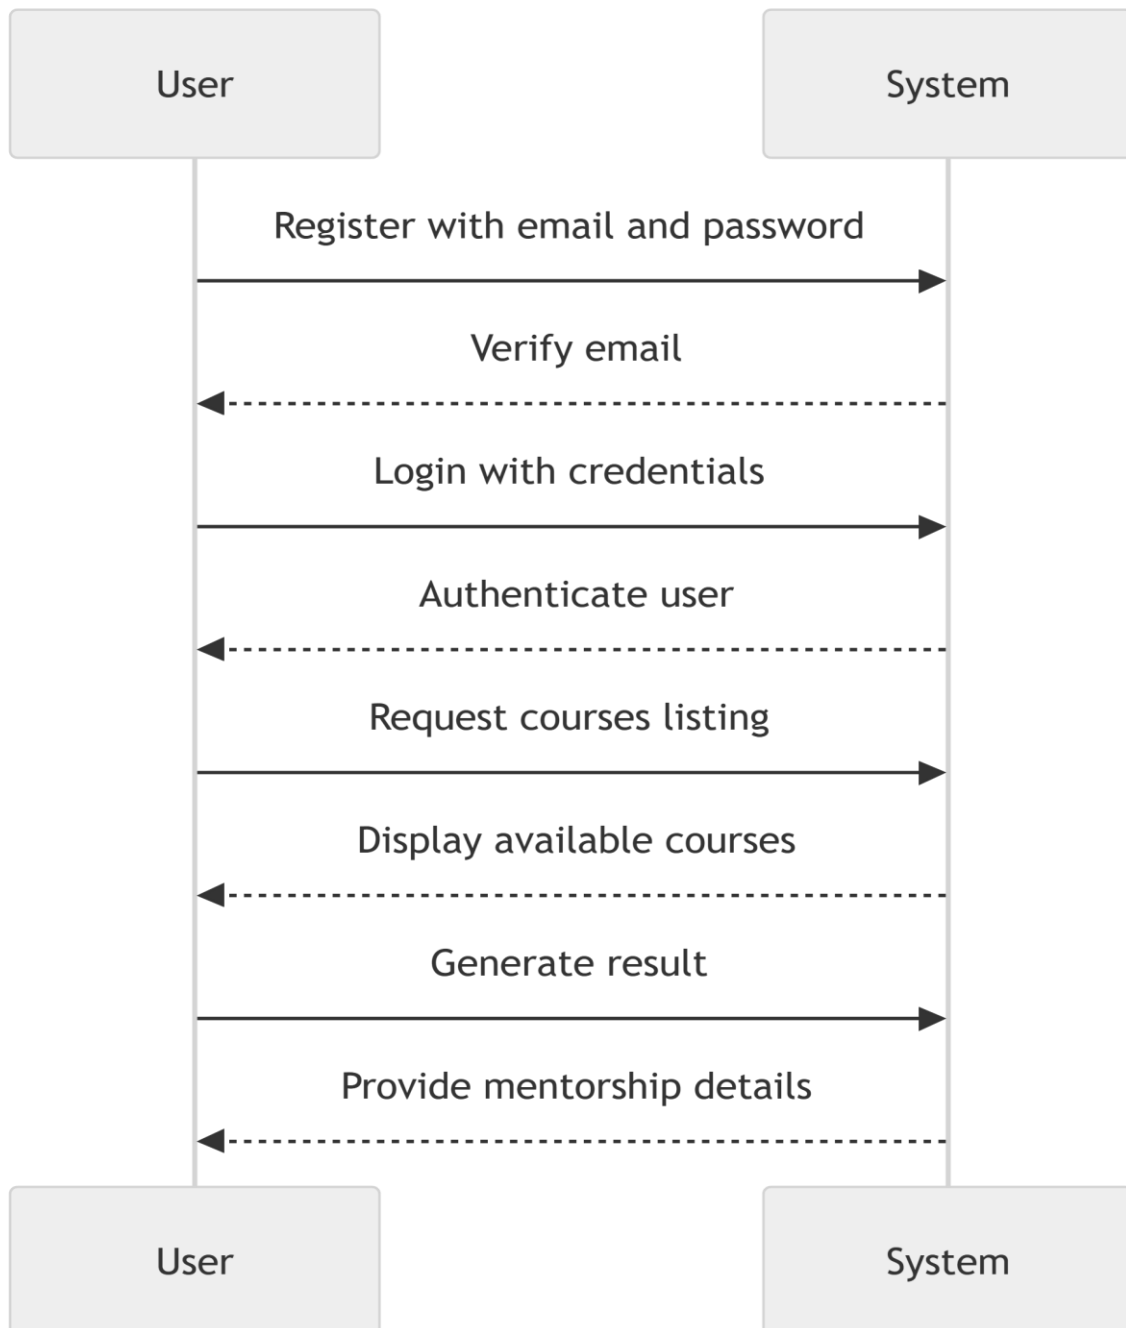 User
System
Register with email and password
Verify email
Login with credentials
Authenticate user
Request courses listing
Display available courses
Generate result
Provide mentorship details
User
System